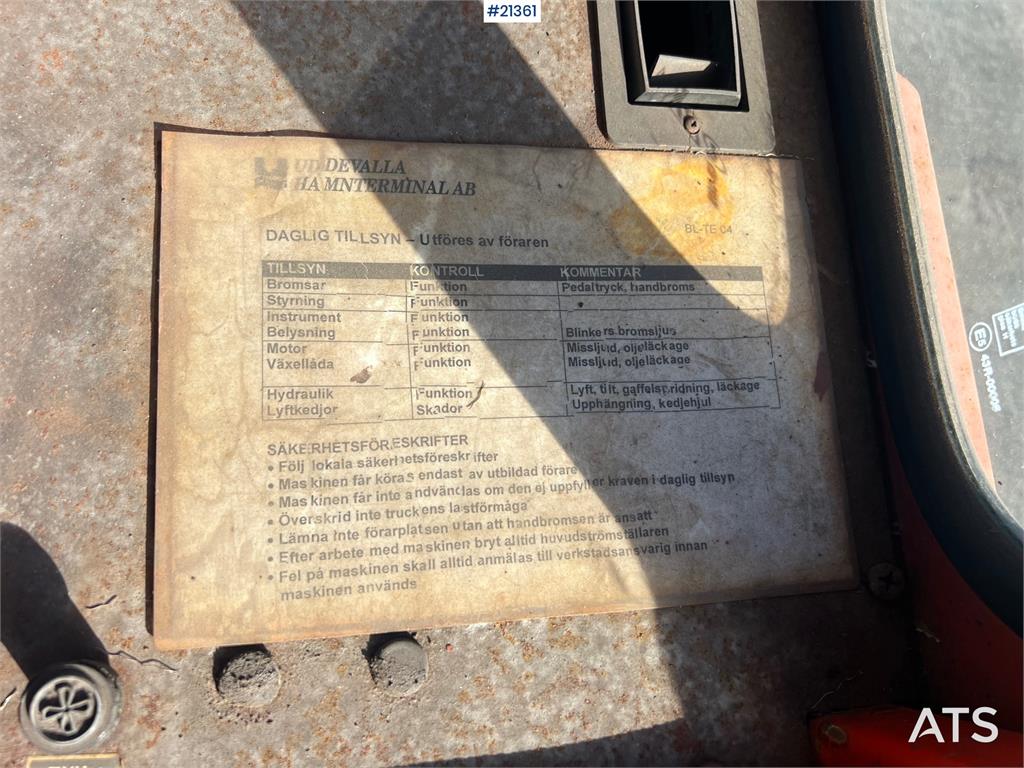 #21361
UDDEVALLA
HAMNTERMINAL AB
BL-TE 04
DAGLIG TILLSYN – Utföres av föraren
TILLSYN KONTROLL KOMMENTAR
Bromsar Funktion Pedaltryck, handbroms
Styrning Funktion
Instrument Funktion
Belysning Funktion Blinkers bromsljus
Motor Funktion Missljud, oljeläckage
Växellåda Funktion Missljud, oljeläckage
Hydraulik Funktion Lyft, tilt, gaffelspridning, läckage
Lyftkedjor Skador Upphängning, kedjehjul
SÄKERHETSFÖRESKRIFTER
• Följ lokala säkerhetsföreskrifter
• Maskinen får köras endast av utbildad förare
• Maskinen får inte användas om den ej uppfyller kraven i daglig tillsyn
• Överskrid inte truckens lastförmåga
• Lämna inte förarplatsen utan att handbromsen är ansatt
• Efter arbete med maskinen bryt alltid huvudströmställaren
• Fel på maskinen skall alltid anmälas till verkstadsansvarig innan
maskinen används
E5
43R-00006
ATS